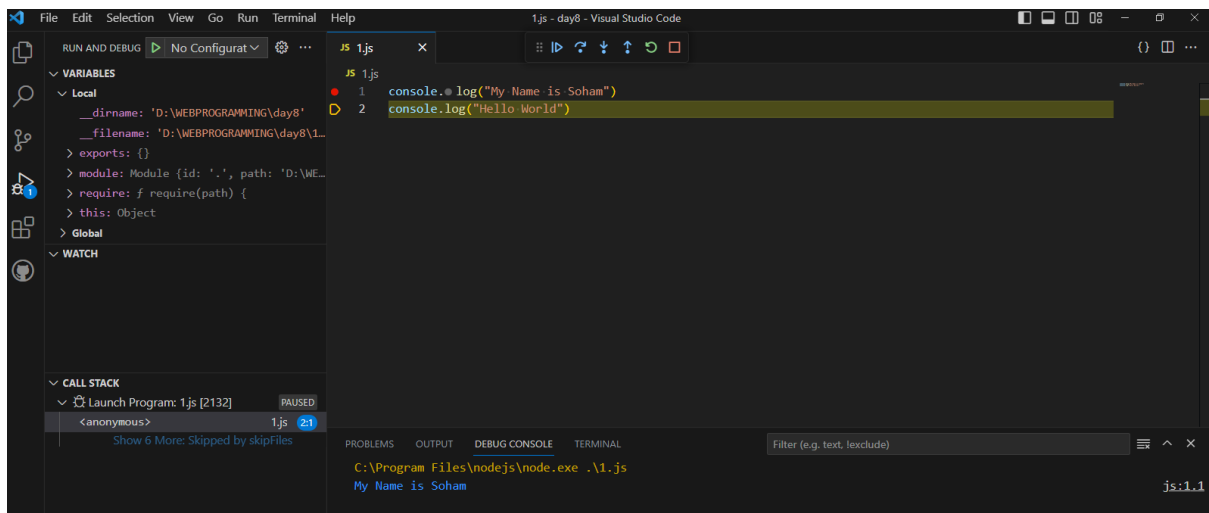 File Edit Selection View Go Run Terminal Help 1.js - day8 - Visual Studio Code
RUN AND DEBUG No Configurat
VARIABLES
Local
__dirname: 'D:\WEBPROGRAMMING\day8'
__filename: 'D:\WEBPROGRAMMING\day8\1…
exports: {}
module: Module {id: '.', path: 'D:\WE…
require: ƒ require(path) {
this: Object
Global
WATCH
CALL STACK
Launch Program: 1.js [2132] PAUSED
<anonymous> 1.js 2:1
Show 6 More: Skipped by skipFiles
1
JS 1.js
JS 1.js
1 console.log("My Name is Soham")
2 console.log("Hello World")
PROBLEMS OUTPUT DEBUG CONSOLE TERMINAL Filter (e.g. text, !exclude)
C:\Program Files\nodejs\node.exe .\1.js
My Name is Soham js:1.1